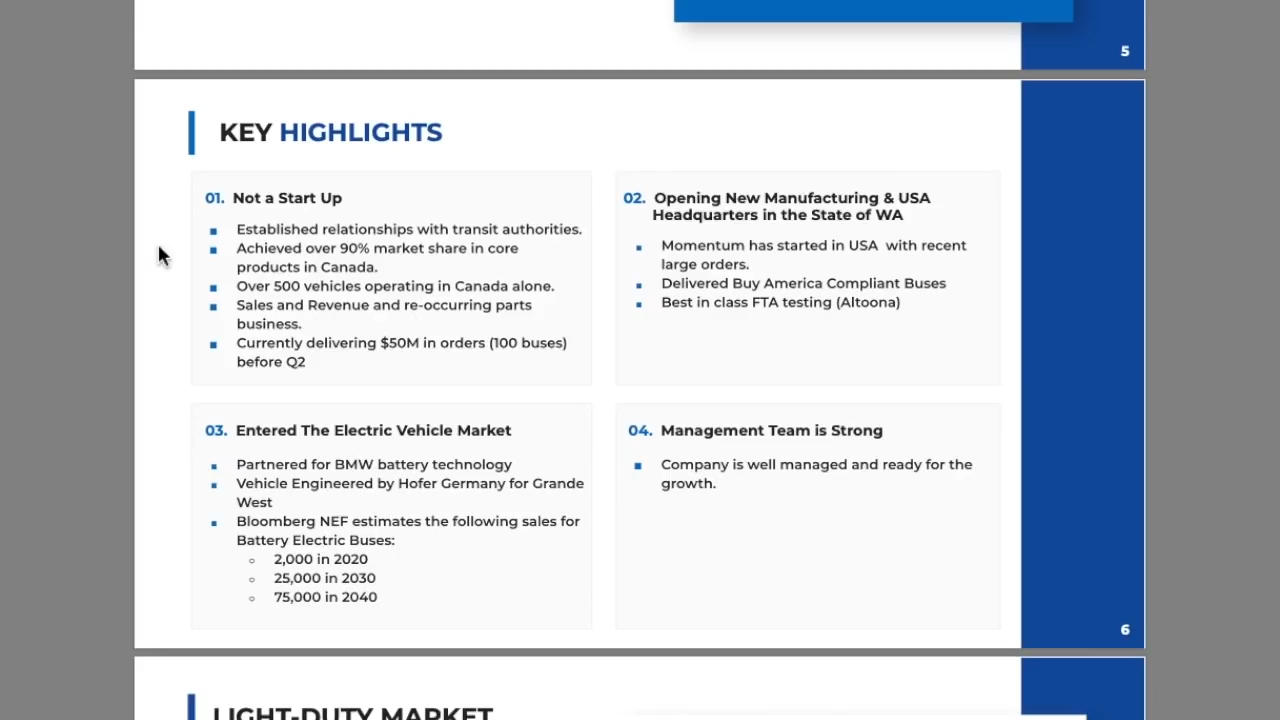 5
KEY HIGHLIGHTS
01. Not a Start Up
Established relationships with transit authorities.
Achieved over 90% market share in core
products in Canada.
Over 500 vehicles operating in Canada alone.
Sales and Revenue and re-occurring parts
business.
Currently delivering $50M in orders (100 buses)
before Q2
02. Opening New Manufacturing & USA
Headquarters in the State of WA
Momentum has started in USA with recent
large orders.
Delivered Buy America Compliant Buses
Best in class FTA testing (Altoona)
03. Entered The Electric Vehicle Market
Partnered for BMW battery technology
Vehicle Engineered by Hofer Germany for Grande
West
Bloomberg NEF estimates the following sales for
Battery Electric Buses:
2,000 in 2020
25,000 in 2030
75,000 in 2040
04. Management Team is Strong
Company is well managed and ready for the
growth.
6
LIGHT-DUTY MARKET